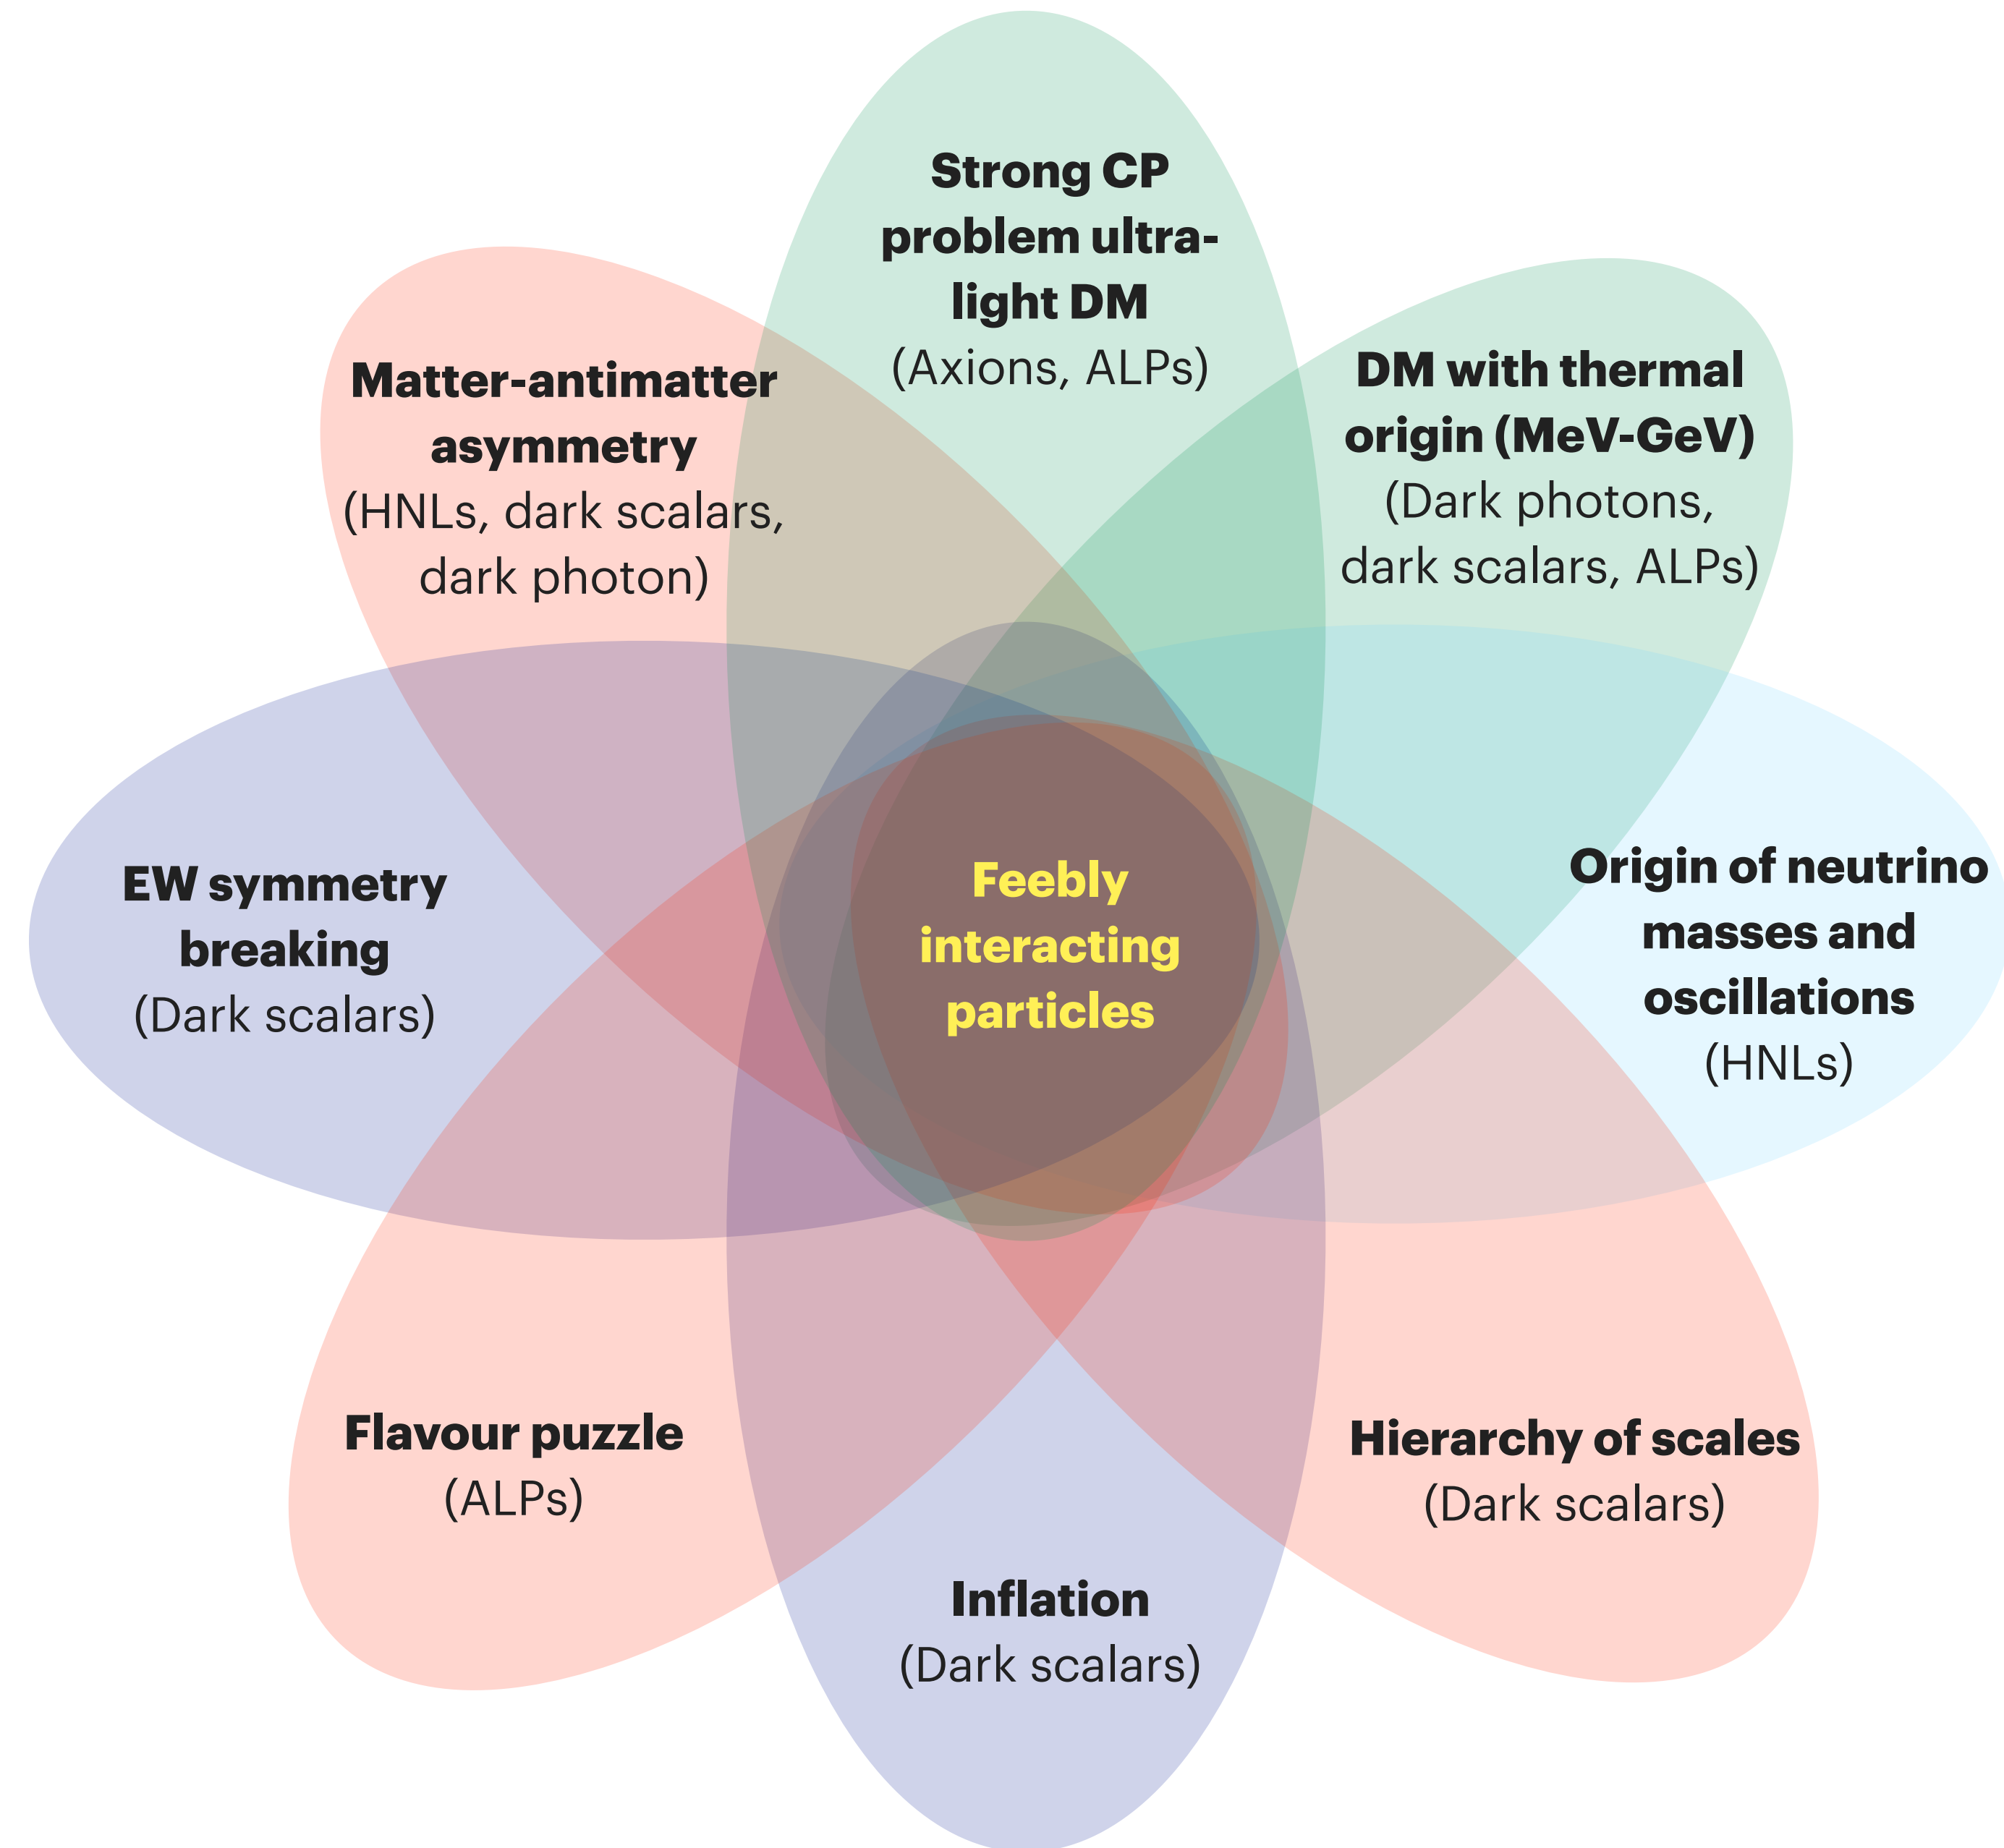 Strong CP
problem ultra-
light DM
(Axions, ALPs)
Matter-antimatter
asymmetry
(HNLs, dark scalars,
dark photon)
DM with thermal
origin (MeV-GeV)
(Dark photons,
dark scalars, ALPs)
EW symmetry
breaking
(Dark scalars)
Feebly
interacting
particles
Origin of neutrino
masses and
oscillations
(HNLs)
Flavour puzzle
(ALPs)
Hierarchy of scales
(Dark scalars)
Inflation
(Dark scalars)